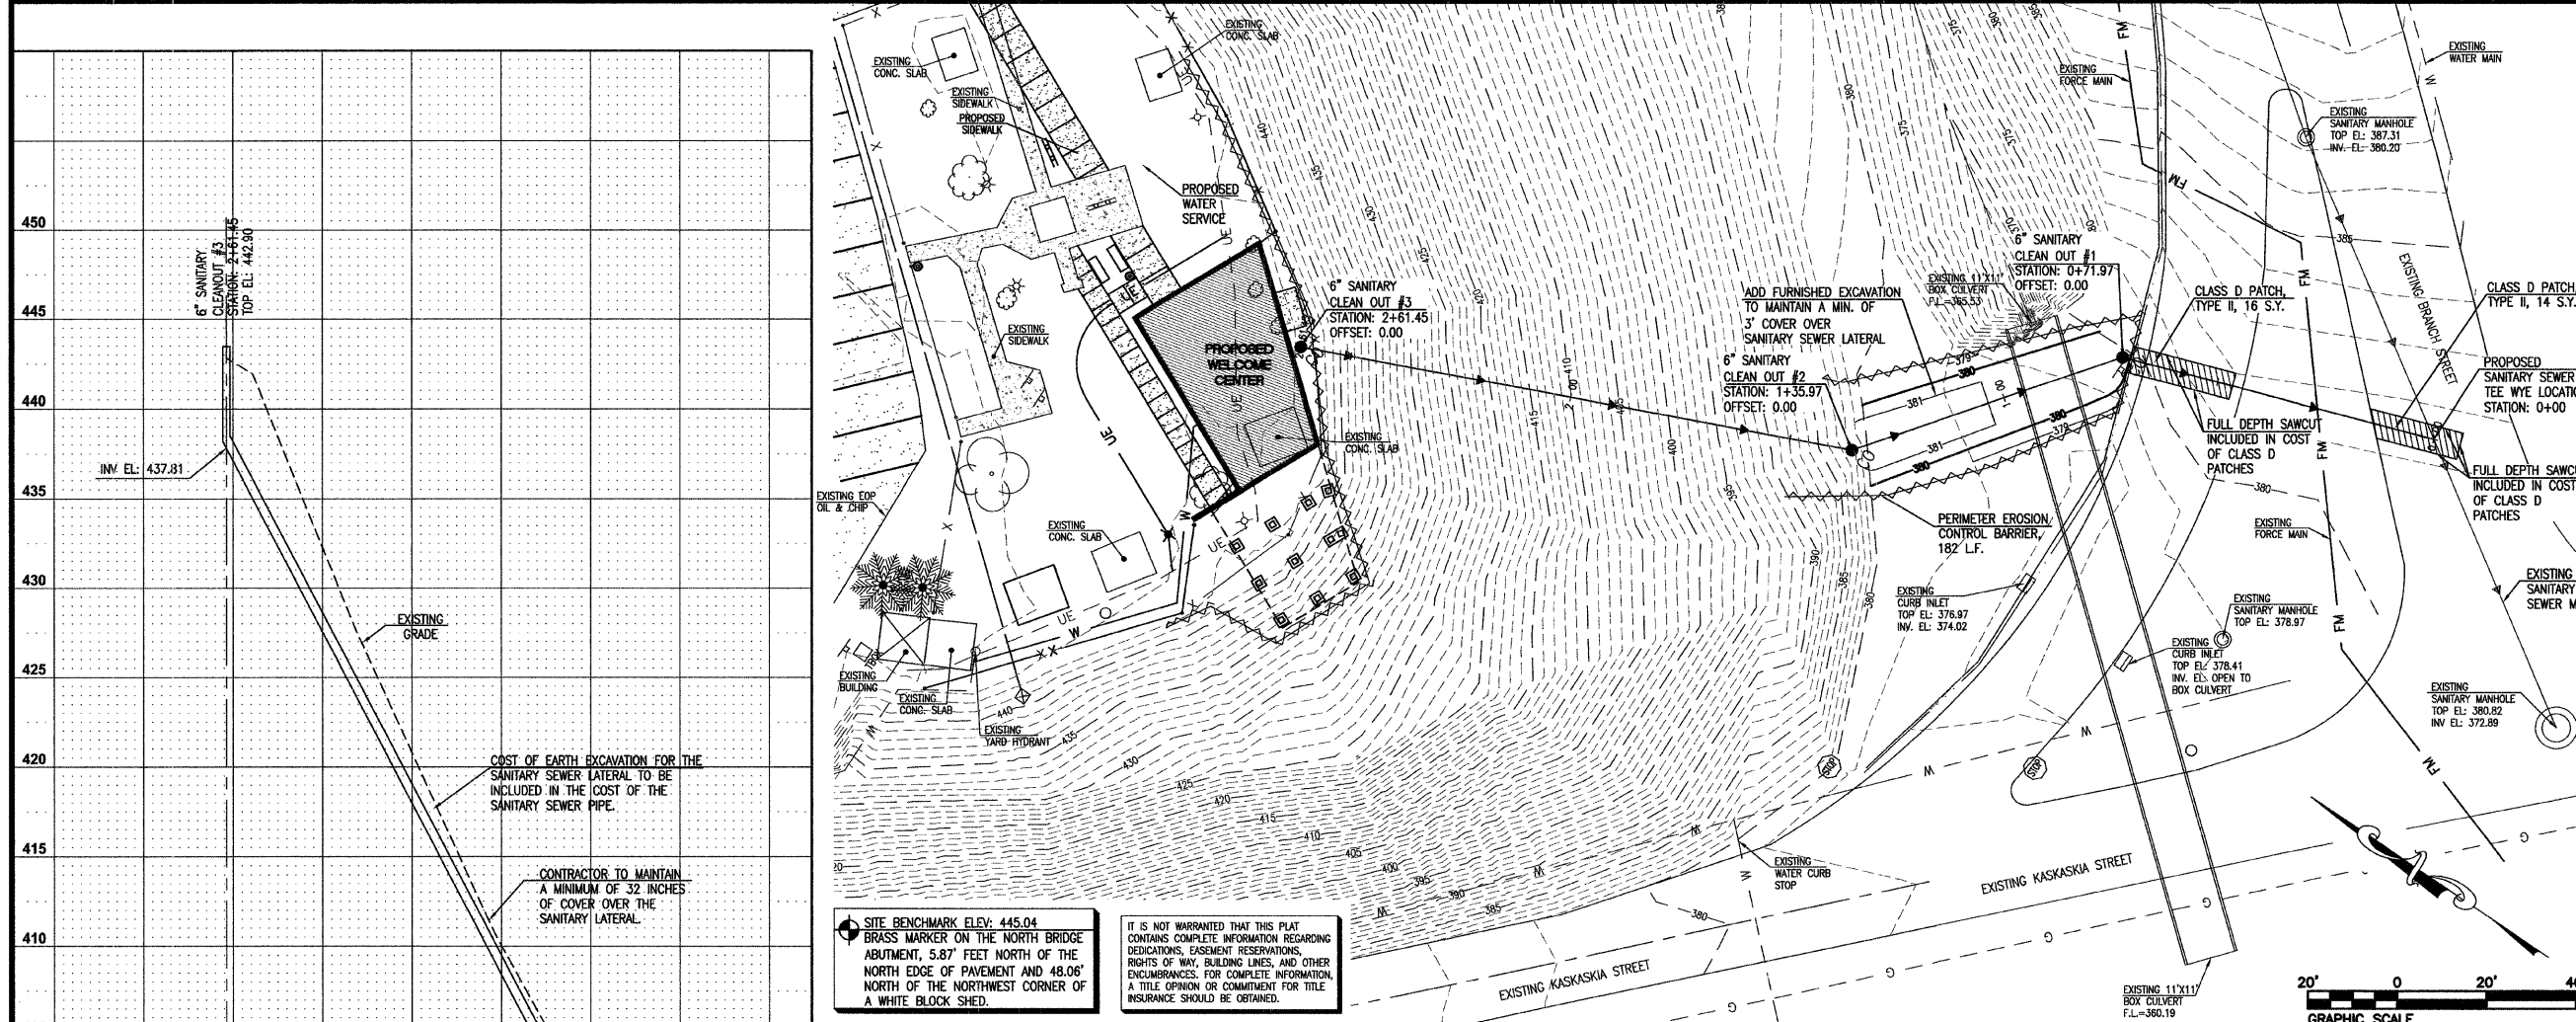 450
445
440
435
430
425
420
415
410
6" SANITARY
CLEANOUT #3
STATION: 2+61.45
TOP EL: 442.90
INV EL: 437.81
EXISTING
GRADE
COST OF EARTH EXCAVATION FOR THE
SANITARY SEWER LATERAL TO BE
INCLUDED IN THE COST OF THE
SANITARY SEWER PIPE.
CONTRACTOR TO MAINTAIN
A MINIMUM OF 32 INCHES
OF COVER OVER THE
SANITARY LATERAL.
EXISTING
CONC. SLAB
EXISTING
CONC. SLAB
EXISTING
SIDEWALK
PROPOSED
SIDEWALK
PROPOSED
WATER
SERVICE
EXISTING
SIDEWALK
PROPOSED
WELCOME
CENTER
6" SANITARY
CLEAN OUT #3
STATION: 2+61.45
OFFSET: 0.00
EXISTING
CONC. SLAB
EXISTING EOP
OIL & CHIP
EXISTING
CONC. SLAB
EXISTING
BUILDING
EXISTING
CONC. SLAB
EXISTING
YARD HYDRANT
ADD FURNISHED EXCAVATION
TO MAINTAIN A MIN. OF
3' COVER OVER
SANITARY SEWER LATERAL
6" SANITARY
CLEAN OUT #2
STATION: 1+35.97
OFFSET: 0.00
EXISTING 11'X11'
BOX CULVERT
F.L.=365.53
6" SANITARY
CLEAN OUT #1
STATION: 0+71.97
OFFSET: 0.00
EXISTING
FORCE MAIN
EXISTING
WATER MAIN
EXISTING
SANITARY MANHOLE
TOP EL: 387.31
INV. EL: 380.20
EXISTING BRANCH STREET
CLASS D PATCH,
TYPE II, 16 S.Y.
CLASS D PATCH,
TYPE II, 14 S.Y.
PROPOSED
SANITARY SEWER
TEE WYE LOCATIO
STATION: 0+00
FULL DEPTH SAWCUT
INCLUDED IN COST
OF CLASS D
PATCHES
FULL DEPTH SAWCU
INCLUDED IN COST
OF CLASS D
PATCHES
PERIMETER EROSION
CONTROL BARRIER,
182 L.F.
EXISTING
FORCE MAIN
EXISTING
CURB INLET
TOP EL: 376.97
INV. EL: 374.02
EXISTING
SANITARY MANHOLE
TOP EL: 378.97
EXISTING
CURB INLET
TOP EL: 378.41
INV. EL: OPEN TO
BOX CULVERT
EXISTING
SANITARY
SEWER M
EXISTING
SANITARY MANHOLE
TOP EL: 380.82
INV EL: 372.89
STOP
STOP
EXISTING
WATER CURB
STOP
EXISTING KASKASKIA STREET
EXISTING KASKASKIA STREET
EXISTING 11'X11'
BOX CULVERT
F.L.=360.19
SITE BENCHMARK ELEV: 445.04
BRASS MARKER ON THE NORTH BRIDGE
ABUTMENT, 5.87' FEET NORTH OF THE
NORTH EDGE OF PAVEMENT AND 48.06'
NORTH OF THE NORTHWEST CORNER OF
A WHITE BLOCK SHED.
IT IS NOT WARRANTED THAT THIS PLAT
CONTAINS COMPLETE INFORMATION REGARDING
DEDICATIONS, EASEMENT RESERVATIONS,
RIGHTS OF WAY, BUILDING LINES, AND OTHER
ENCUMBRANCES. FOR COMPLETE INFORMATION,
A TITLE OPINION OR COMMITMENT FOR TITLE
INSURANCE SHOULD BE OBTAINED.
20' 0 20' 40
GRAPHIC SCALE